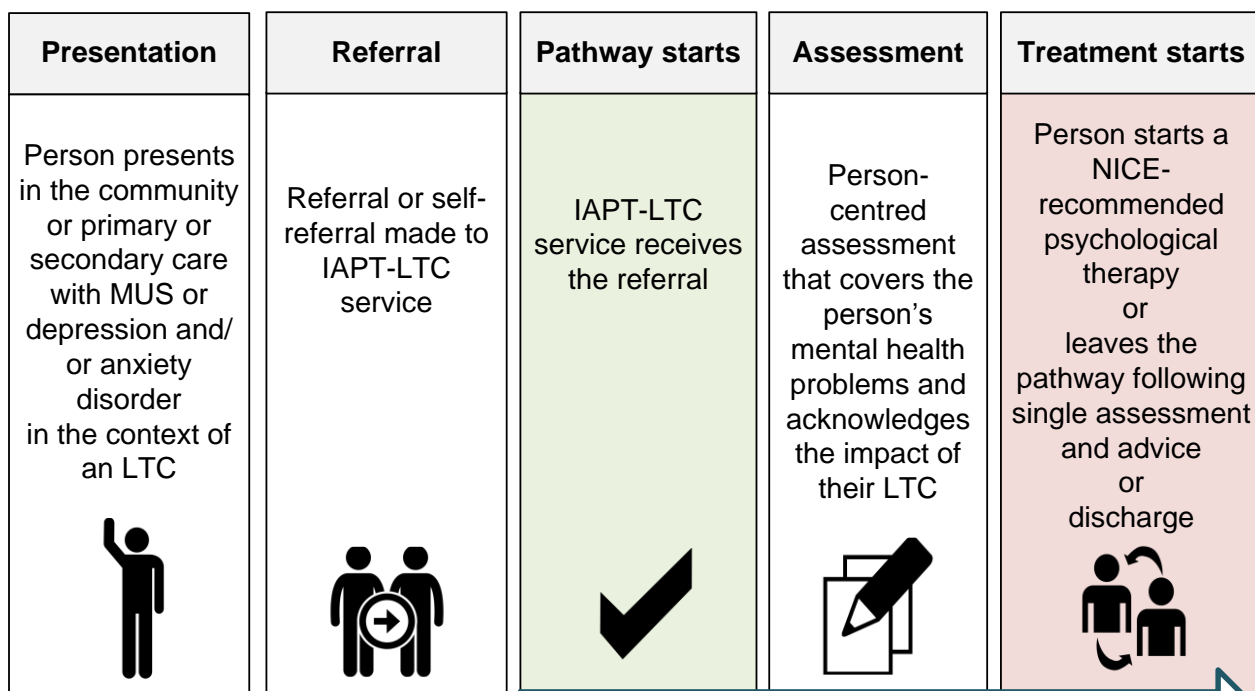 Presentation
Person presents
in the community
or primary or
secondary care
with MUS or
depression and/
or anxiety
disorder
in the context of
an LTC
Referral
Referral or self-
referral made to
IAPT-LTC
service
Pathway starts
IAPT-LTC
service receives
the referral
Assessment
Person-
centred
assessment
that covers the
person’s
mental health
problems and
acknowledges
the impact of
their LTC
Treatment starts
Person starts a
NICE-
recommended
psychological
therapy
or
leaves the
pathway following
single assessment
and advice
or
discharge